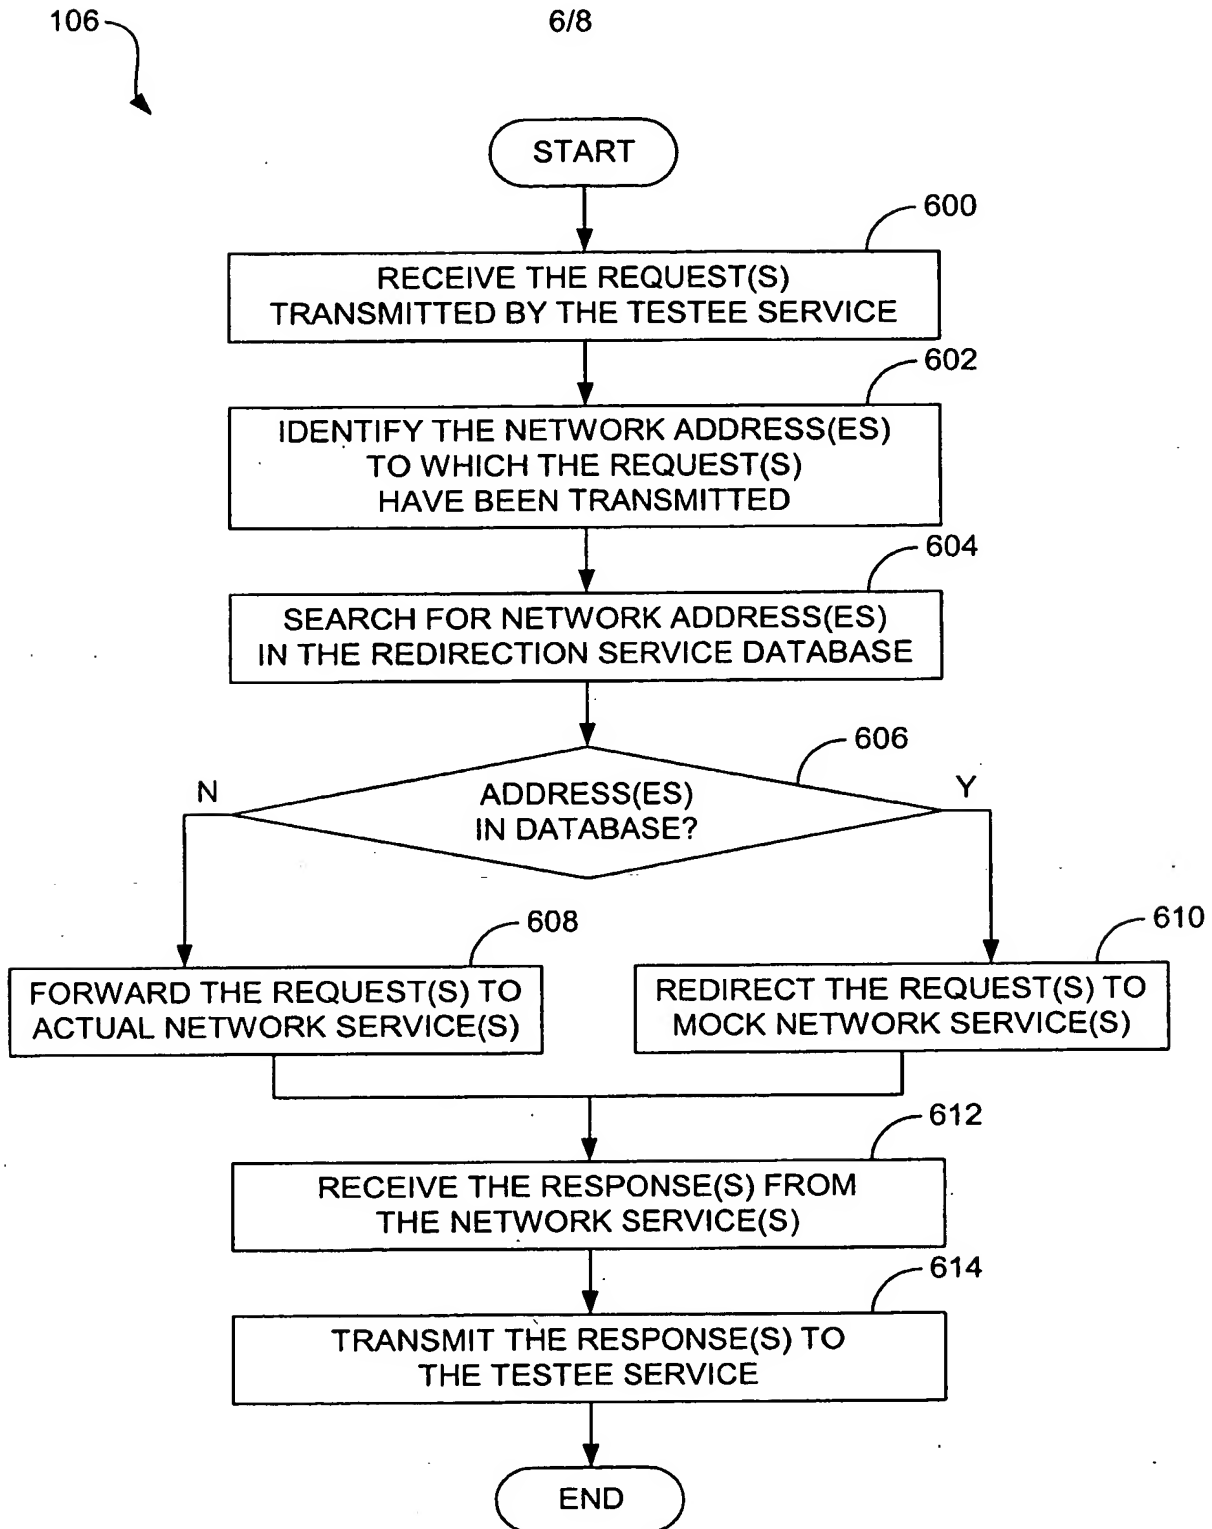 106
6/8
START
600
RECEIVE THE REQUEST(S)
TRANSMITTED BY THE TESTEE SERVICE
602
IDENTIFY THE NETWORK ADDRESS(ES)
TO WHICH THE REQUEST(S)
HAVE BEEN TRANSMITTED
604
SEARCH FOR NETWORK ADDRESS(ES)
IN THE REDIRECTION SERVICE DATABASE
606
N
ADDRESS(ES)
IN DATABASE?
Y
608
FORWARD THE REQUEST(S) TO
ACTUAL NETWORK SERVICE(S)
610
REDIRECT THE REQUEST(S) TO
MOCK NETWORK SERVICE(S)
612
RECEIVE THE RESPONSE(S) FROM
THE NETWORK SERVICE(S)
614
TRANSMIT THE RESPONSE(S) TO
THE TESTEE SERVICE
END